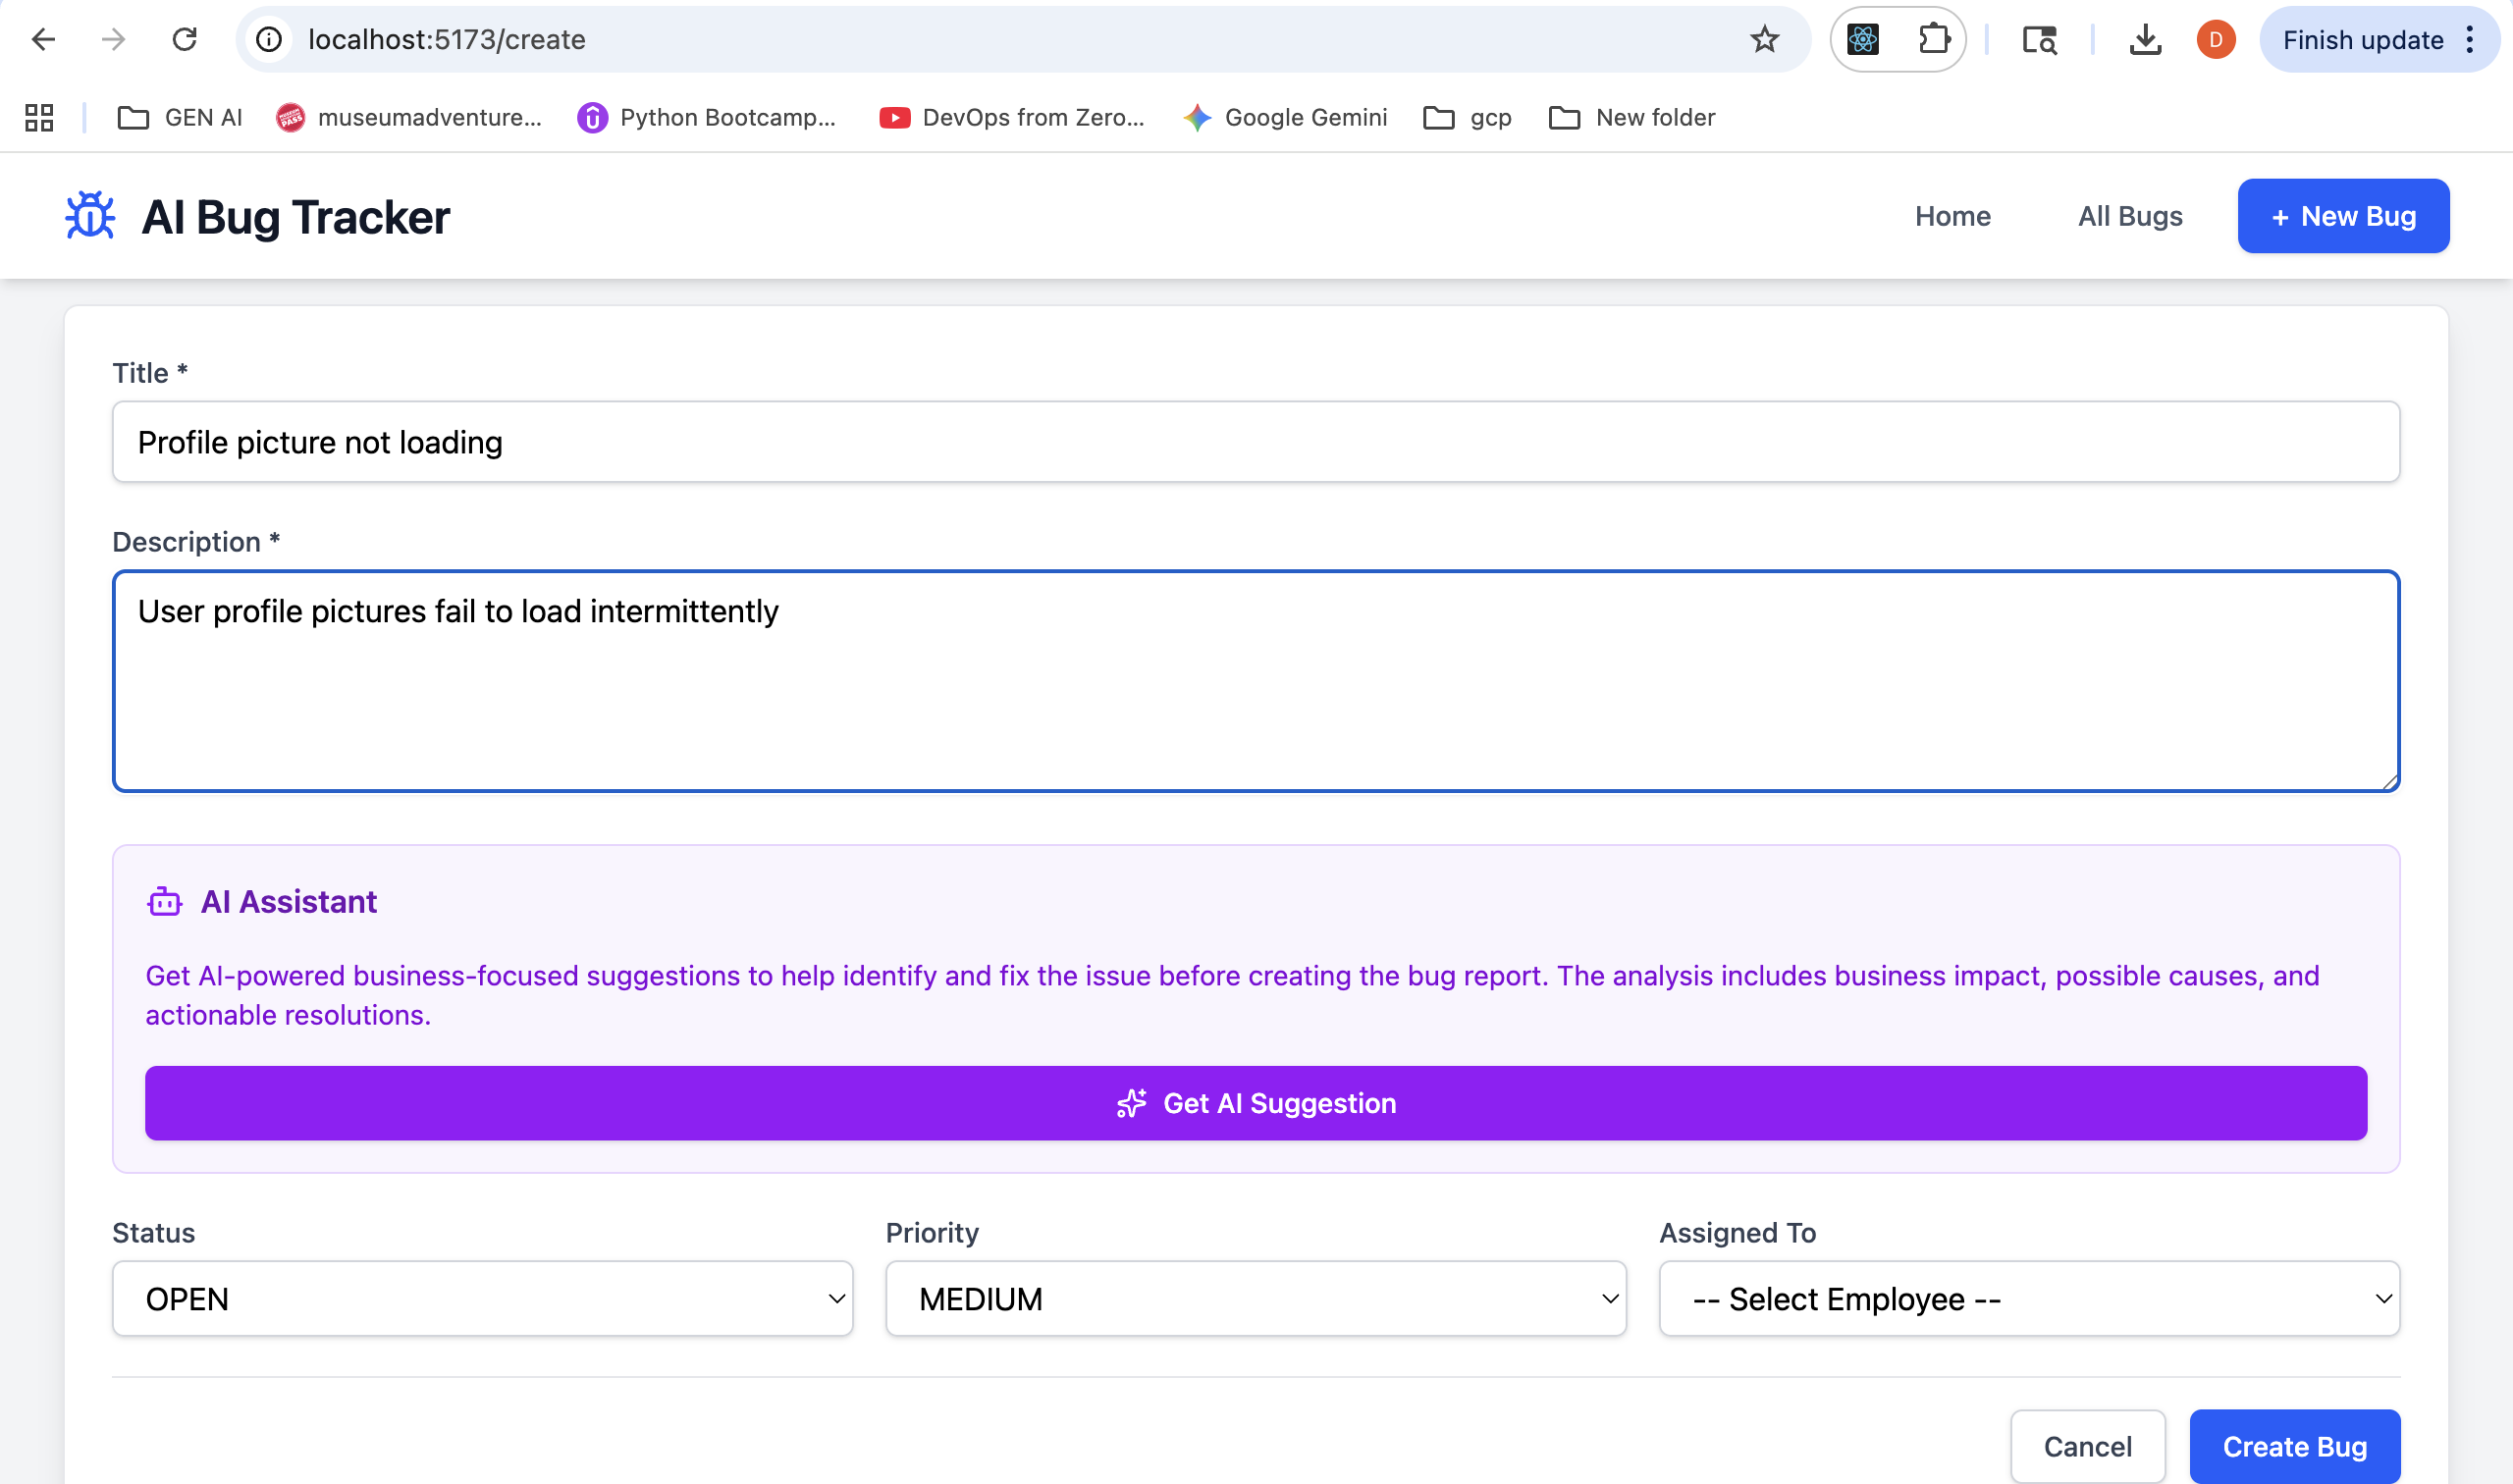 localhost:5173/create
D
Finish update
GEN AI
museumadventure...
Python Bootcamp...
DevOps from Zero...
Google Gemini
gcp
New folder
AI Bug Tracker
Home
All Bugs
+ New Bug
Title *
Profile picture not loading
Description *
User profile pictures fail to load intermittently
AI Assistant
Get AI-powered business-focused suggestions to help identify and fix the issue before creating the bug report. The analysis includes business impact, possible causes, and
actionable resolutions.
Get AI Suggestion
Status
Priority
Assigned To
OPEN
MEDIUM
-- Select Employee --
Cancel
Create Bug